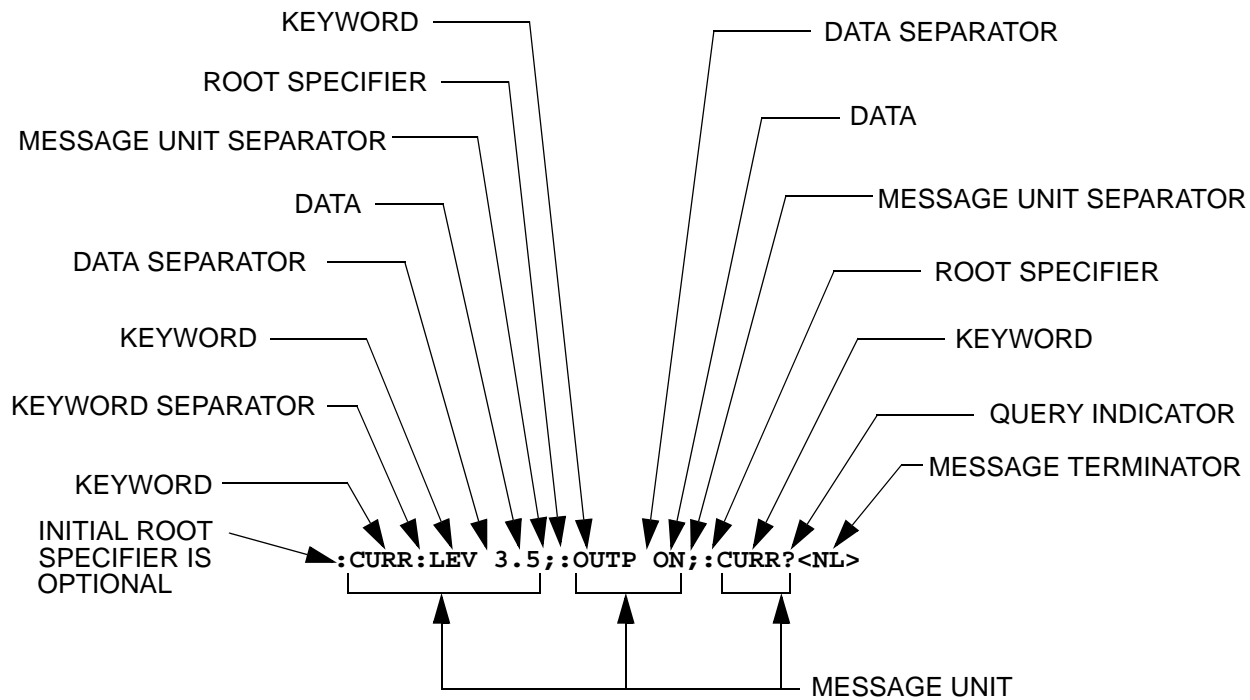 KEYWORD
DATA SEPARATOR
ROOT SPECIFIER
DATA
MESSAGE UNIT SEPARATOR
MESSAGE UNIT SEPARATOR
DATA
DATA SEPARATOR
ROOT SPECIFIER
KEYWORD
KEYWORD
KEYWORD SEPARATOR
QUERY INDICATOR
MESSAGE TERMINATOR
KEYWORD
INITIAL ROOT
SPECIFIER IS
OPTIONAL
:CURR:LEV 3.5;:OUTP ON;:CURR?<NL>
MESSAGE UNIT